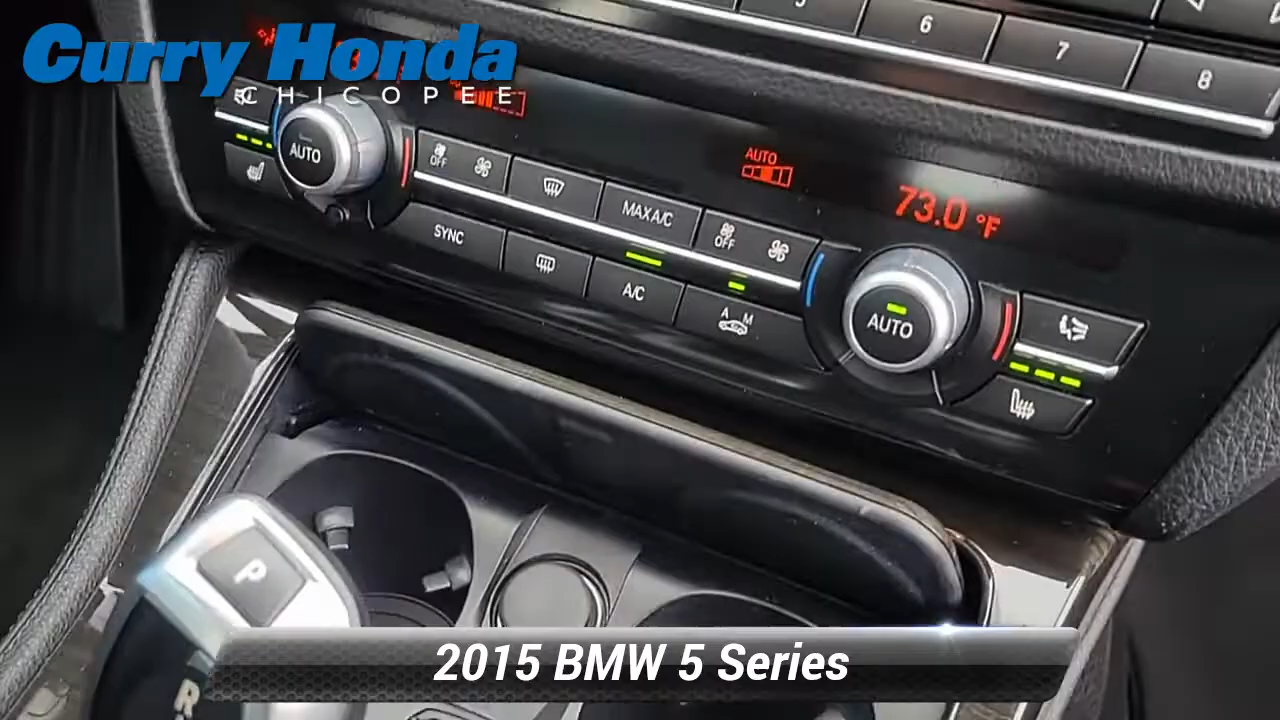 Curry Honda
CHICOPEE
5 6 7 8
AUTO
OFF
MAX A/C
OFF
AUTO
73.0 °F
SYNC
A/C
A M
AUTO
P
R
2015 BMW 5 Series